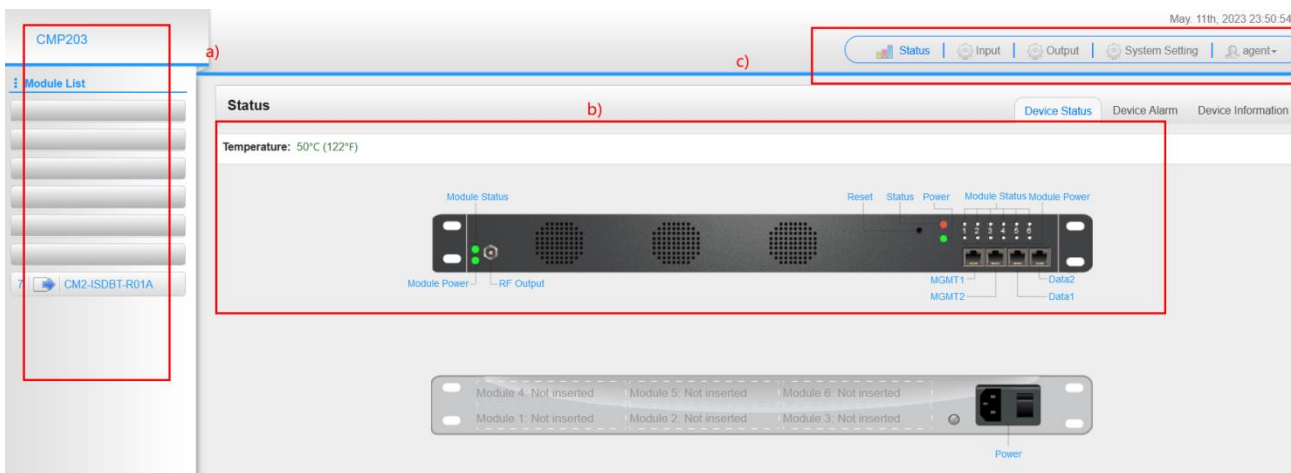 May. 11th, 2023 23:50:54
CMP203
a)
c)
Status Input Output System Setting agent
Module List
Status
b)
Device Status Device Alarm Device Information
Temperature: 50°C (122°F)
Module Status
Reset Status Power Module Status Module Power
1 2 3 4 5 6
7 CM2-ISDBT-R01A
Module Power RF Output
MGMT1 Data2
MGMT2 Data1
Module 4: Not inserted Module 5: Not inserted Module 6: Not inserted
Module 1: Not inserted Module 2: Not inserted Module 3: Not inserted
Power